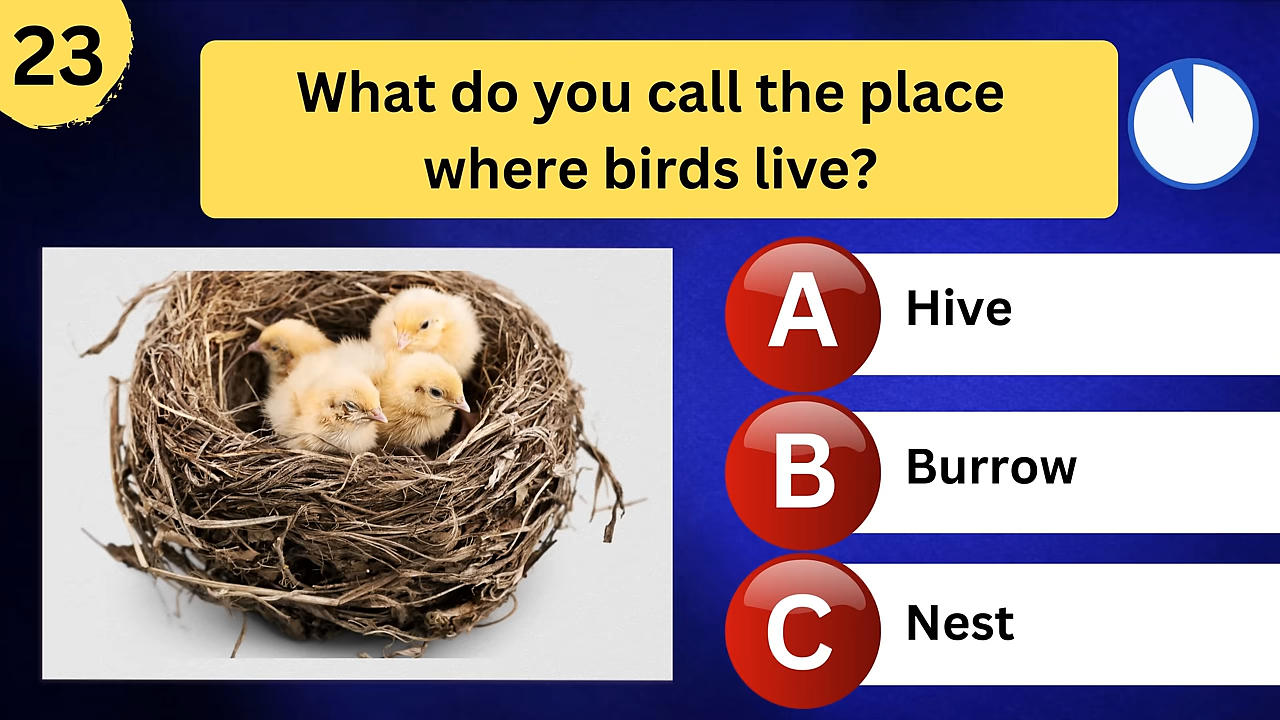 23
What do you call the place
where birds live?
A
Hive
B
Burrow
C
Nest